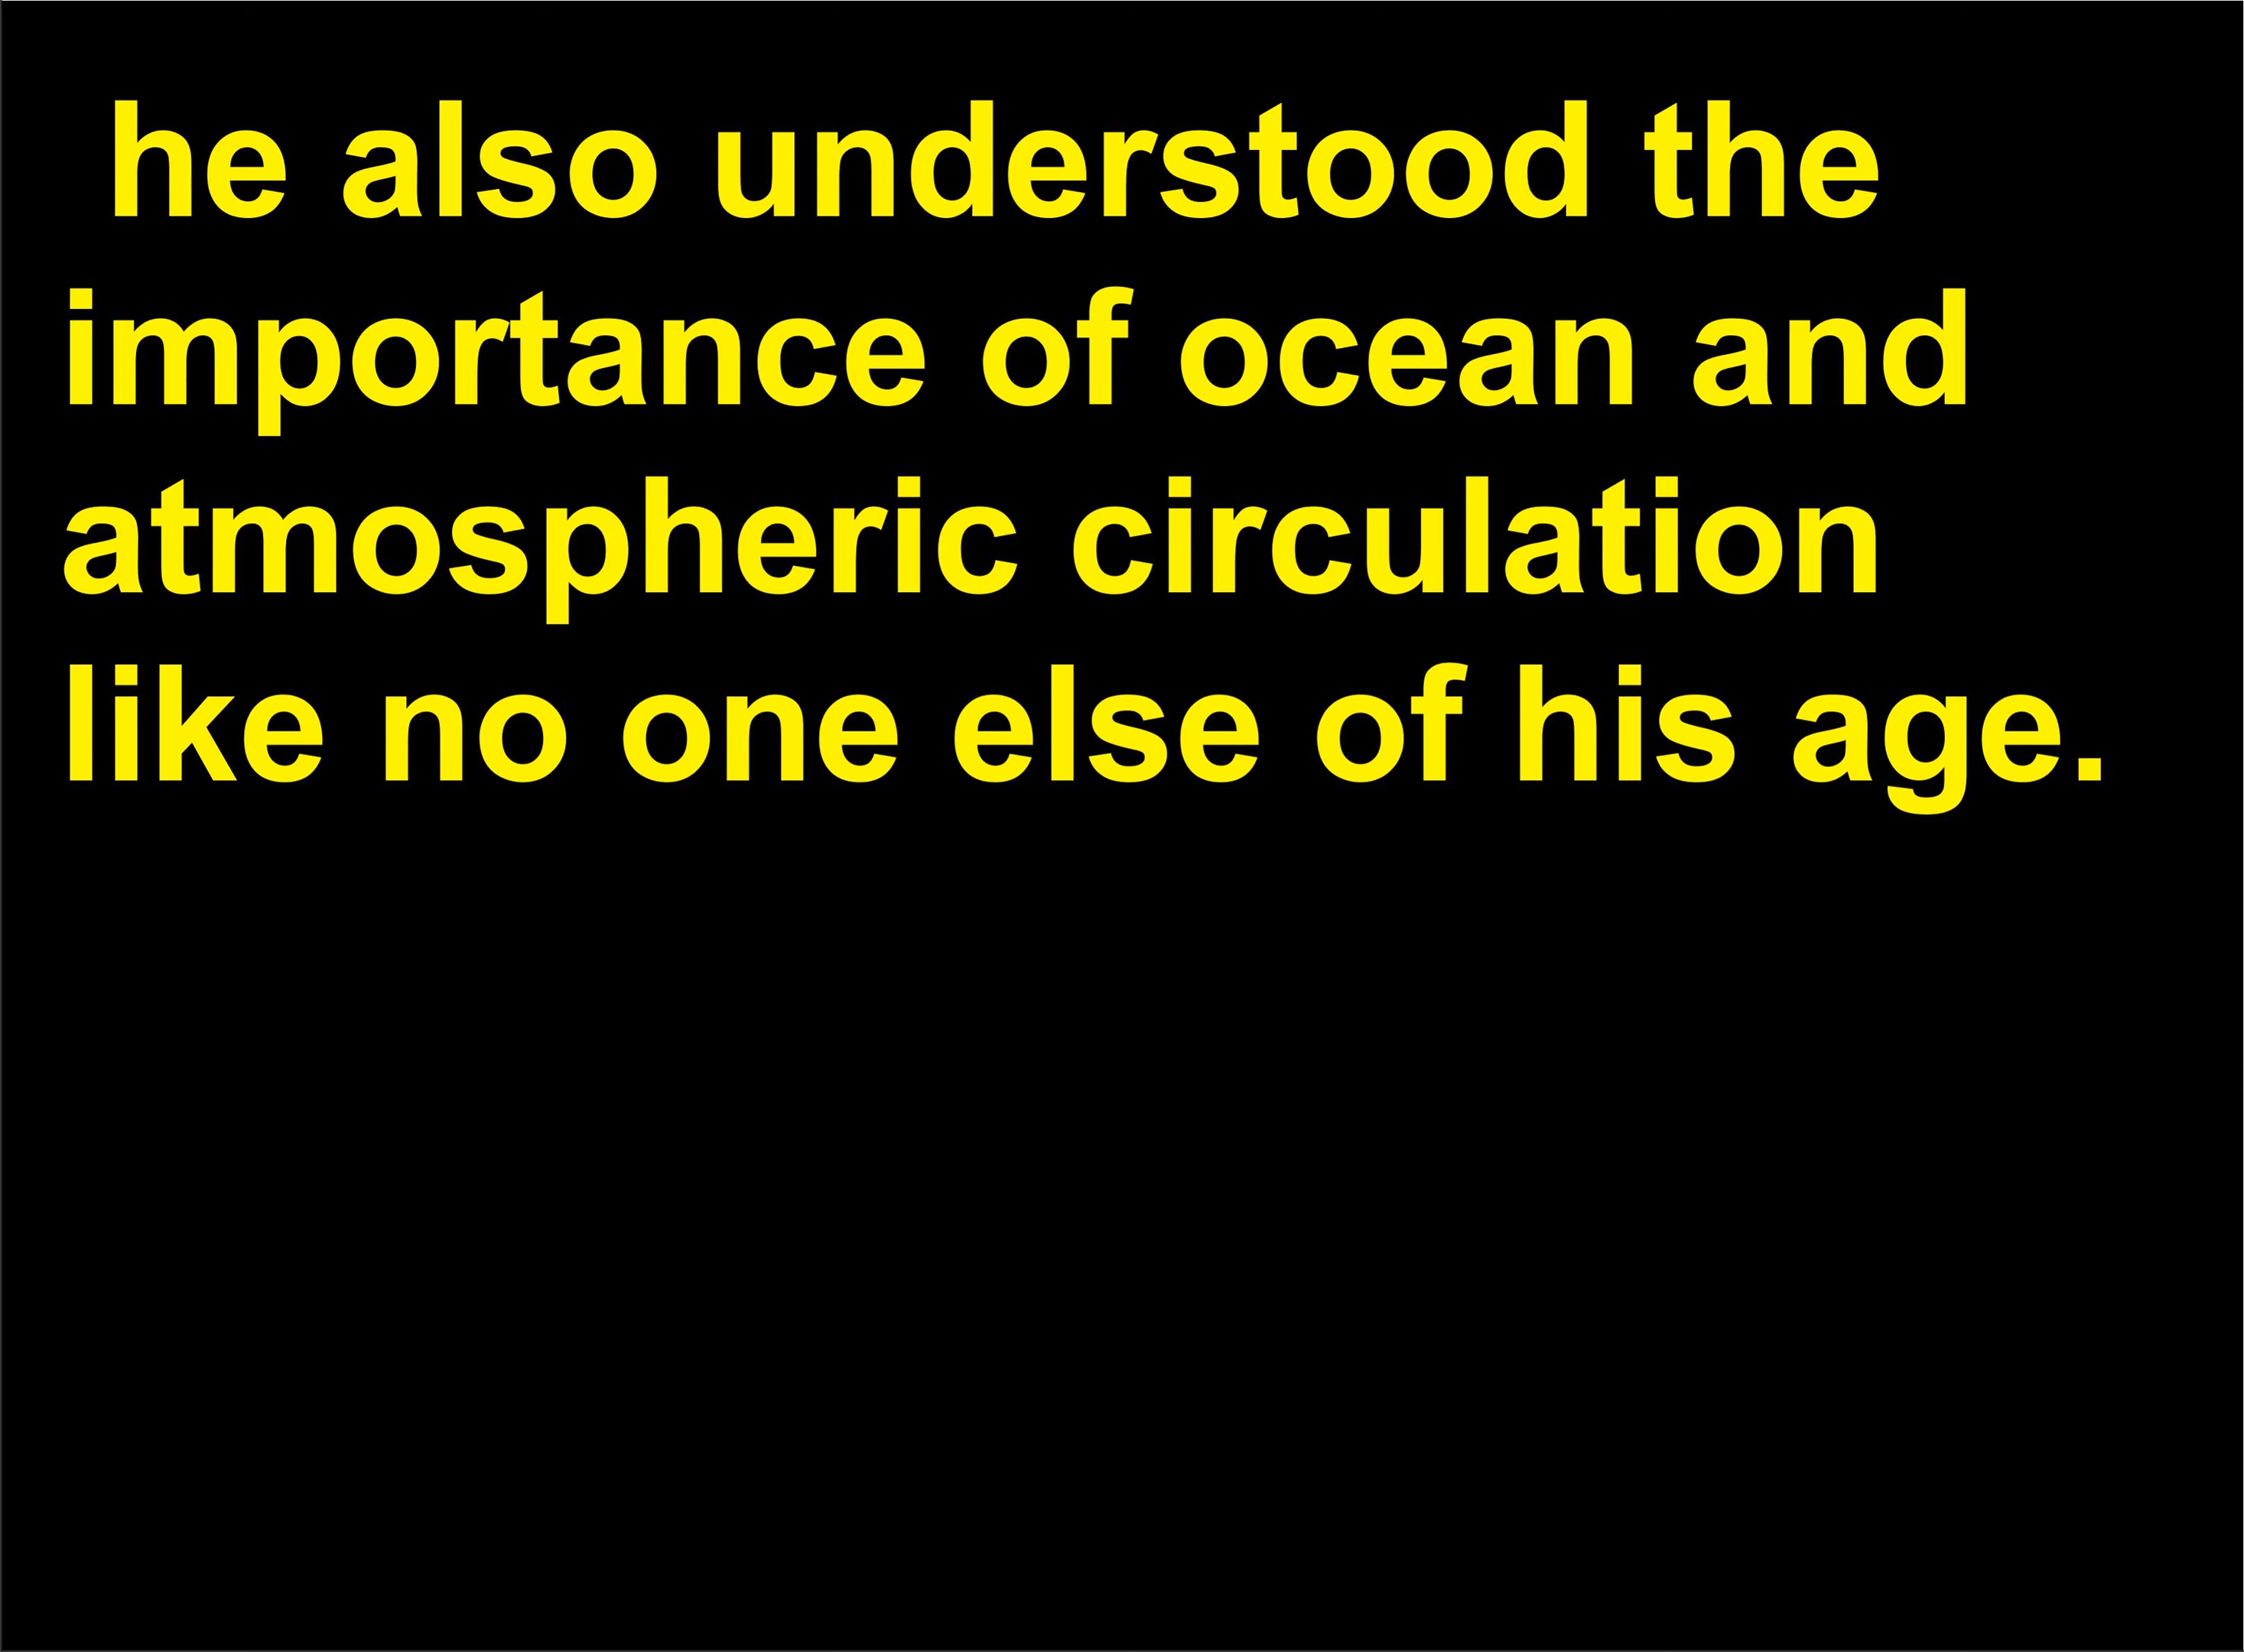 he also understood the
importance of ocean and
atmospheric circulation
like no one else of his age.